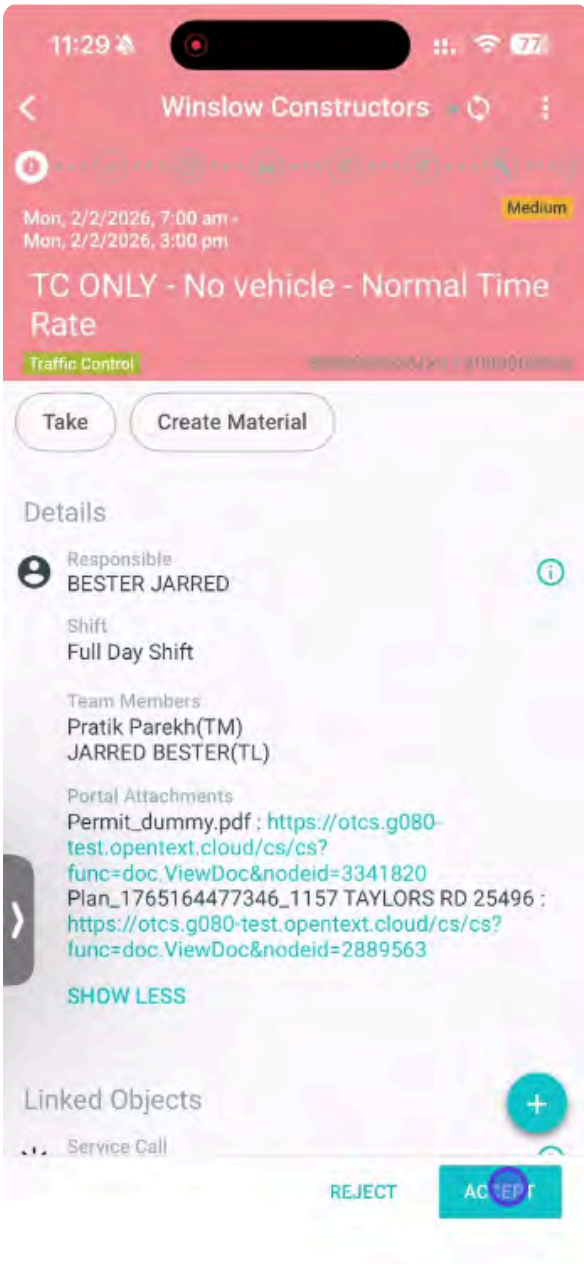 11:29
77
Winslow Constructors
Medium
Mon, 2/2/2026, 7:00 am -
Mon, 2/2/2026, 3:00 pm
TC ONLY - No vehicle - Normal Time
Rate
Traffic Control
Take
Create Material
Details
Responsible
BESTER JARRED
Shift
Full Day Shift
Team Members
Pratik Parekh(TM)
JARRED BESTER(TL)
Portal Attachments
Permit_dummy.pdf : https://otcs.g080-
test.opentext.cloud/cs/cs?
func=doc.ViewDoc&nodeid=3341820
Plan_1765164477346_1157 TAYLORS RD 25496 :
https://otcs.g080-test.opentext.cloud/cs/cs?
func=doc.ViewDoc&nodeid=2889563
SHOW LESS
Linked Objects
Service Call
REJECT
ACCEPT